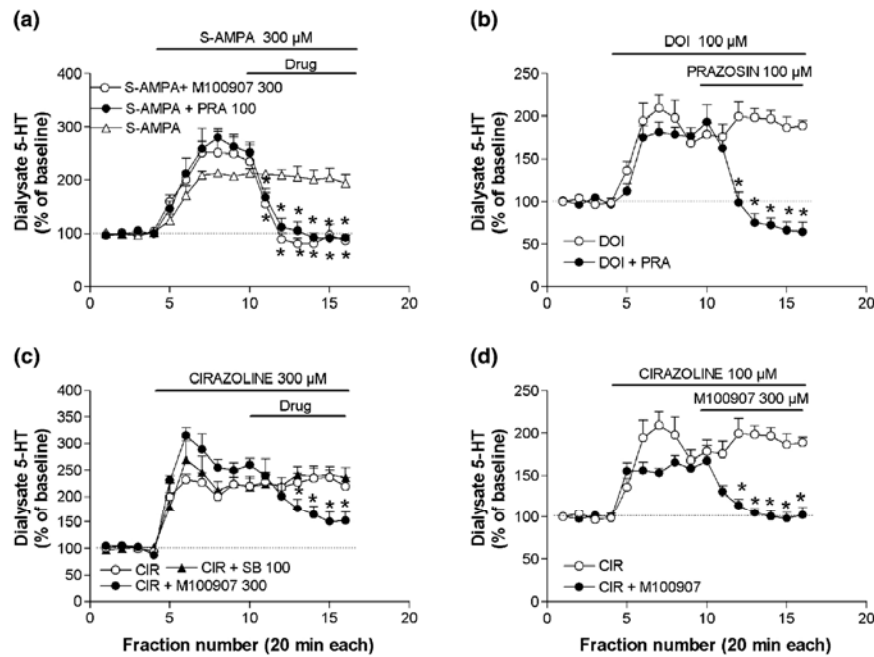 (a)
S-AMPA 300 µM
Drug
S-AMPA+ M100907 300
S-AMPA + PRA 100
S-AMPA
Dialysate 5-HT
(% of baseline)
400
300
200
100
0
0 5 10 15 20
* * * * * *
* * * * * *
(b)
DOI 100 µM
PRAZOSIN 100 µM
DOI
DOI + PRA
Dialysate 5-HT
(% of baseline)
250
200
150
100
50
0
0 5 10 15 20
* * * * *
(c)
CIRAZOLINE 300 µM
Drug
CIR
CIR + SB 100
CIR + M100907 300
Dialysate 5-HT
(% of baseline)
400
350
300
250
200
150
100
50
0
0 5 10 15 20
* * * *
Fraction number (20 min each)
(d)
CIRAZOLINE 100 µM
M100907 300 µM
CIR
CIR + M100907
Dialysate 5-HT
(% of baseline)
250
200
150
100
50
0
0 5 10 15 20
* * * * *
Fraction number (20 min each)